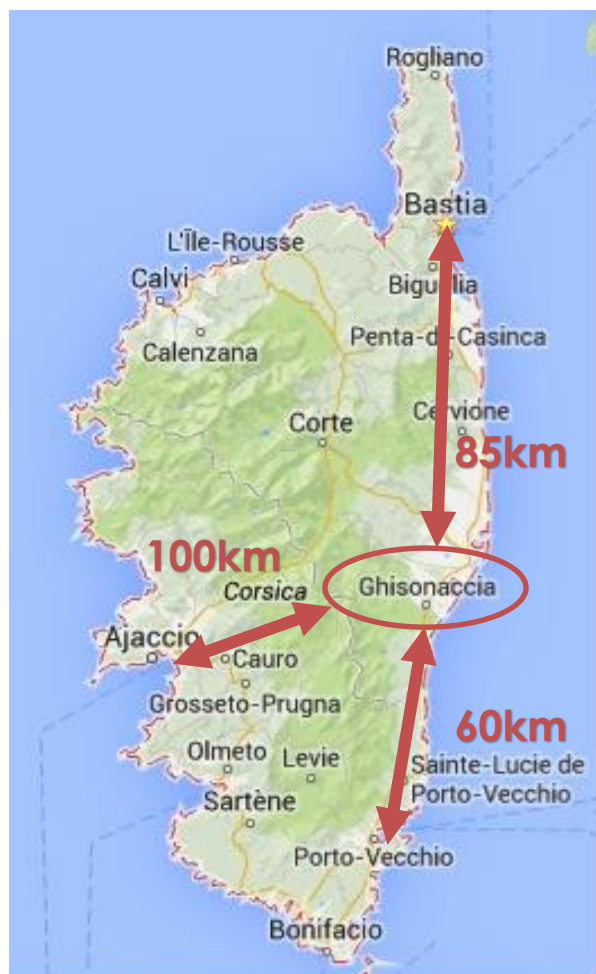 Rogliano
Bastia
L'Île-Rousse
Calvi
Biguglia
Penta-di-Casinca
Calenzana
Cervione
Corte
85km
100km
Corsica
Ghisonaccia
Ajaccio
Cauro
Grosseto-Prugna
60km
Olmeto
Levie
Sainte-Lucie de
Porto-Vecchio
Sartène
Porto-Vecchio
Bonifacio